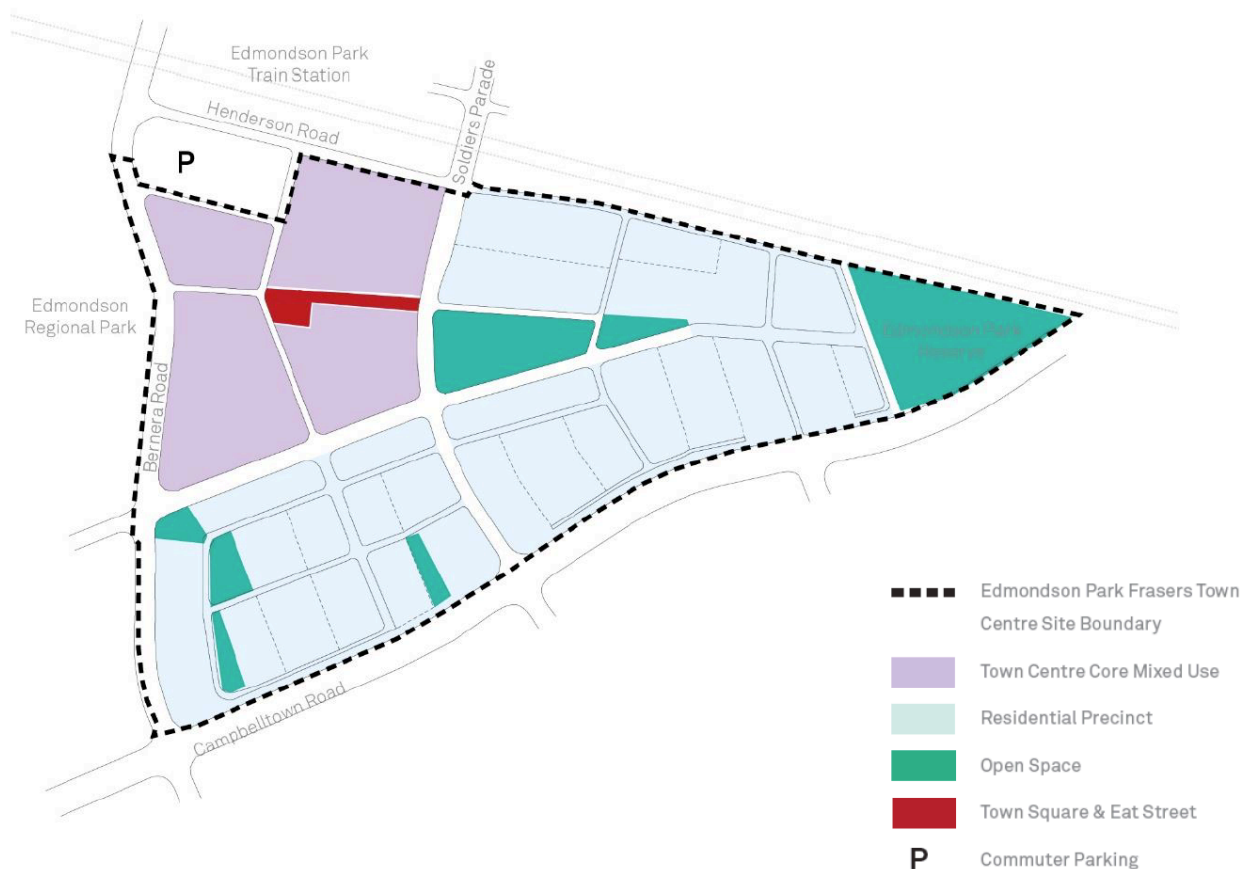 Edmondson Park
Train Station
Henderson Road
Soldiers Parade
P
Edmondson
Regional Park
Bernera Road
Edmondson Park
Reserve
Campbelltown Road
Edmondson Park Frasers Town
Centre Site Boundary
Town Centre Core Mixed Use
Residential Precinct
Open Space
Town Square & Eat Street
P Commuter Parking